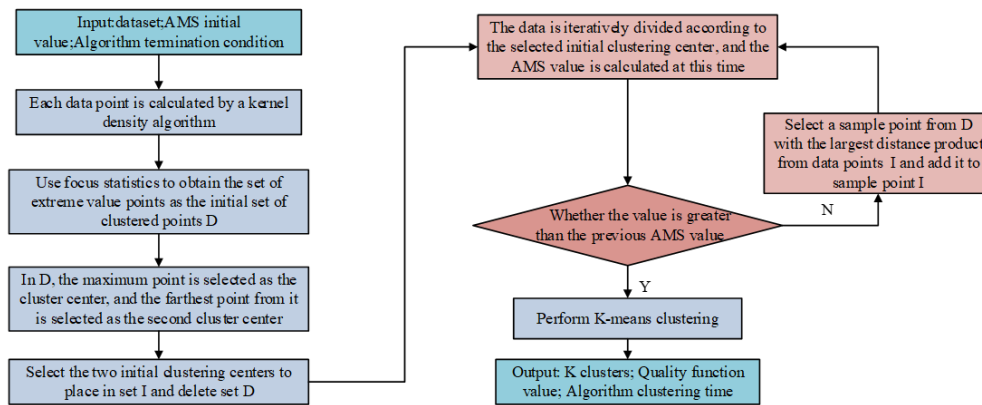 Input:dataset;AMS initial
value;Algorithm termination condition
Each data point is calculated by a kernel
density algorithm
Use focus statistics to obtain the set of
extreme value points as the initial set of
clustered points D
In D, the maximum point is selected as the
cluster center, and the farthest point from it
is selected as the second cluster center
Select the two initial clustering centers to
place in set I and delete set D
The data is iteratively divided according to
the selected initial clustering center, and the
AMS value is calculated at this time
Select a sample point from D
with the largest distance product
from data points I and add it to
sample point I
Whether the value is greater
than the previous AMS value
N
Y
Perform K-means clustering
Output: K clusters; Quality function
value; Algorithm clustering time